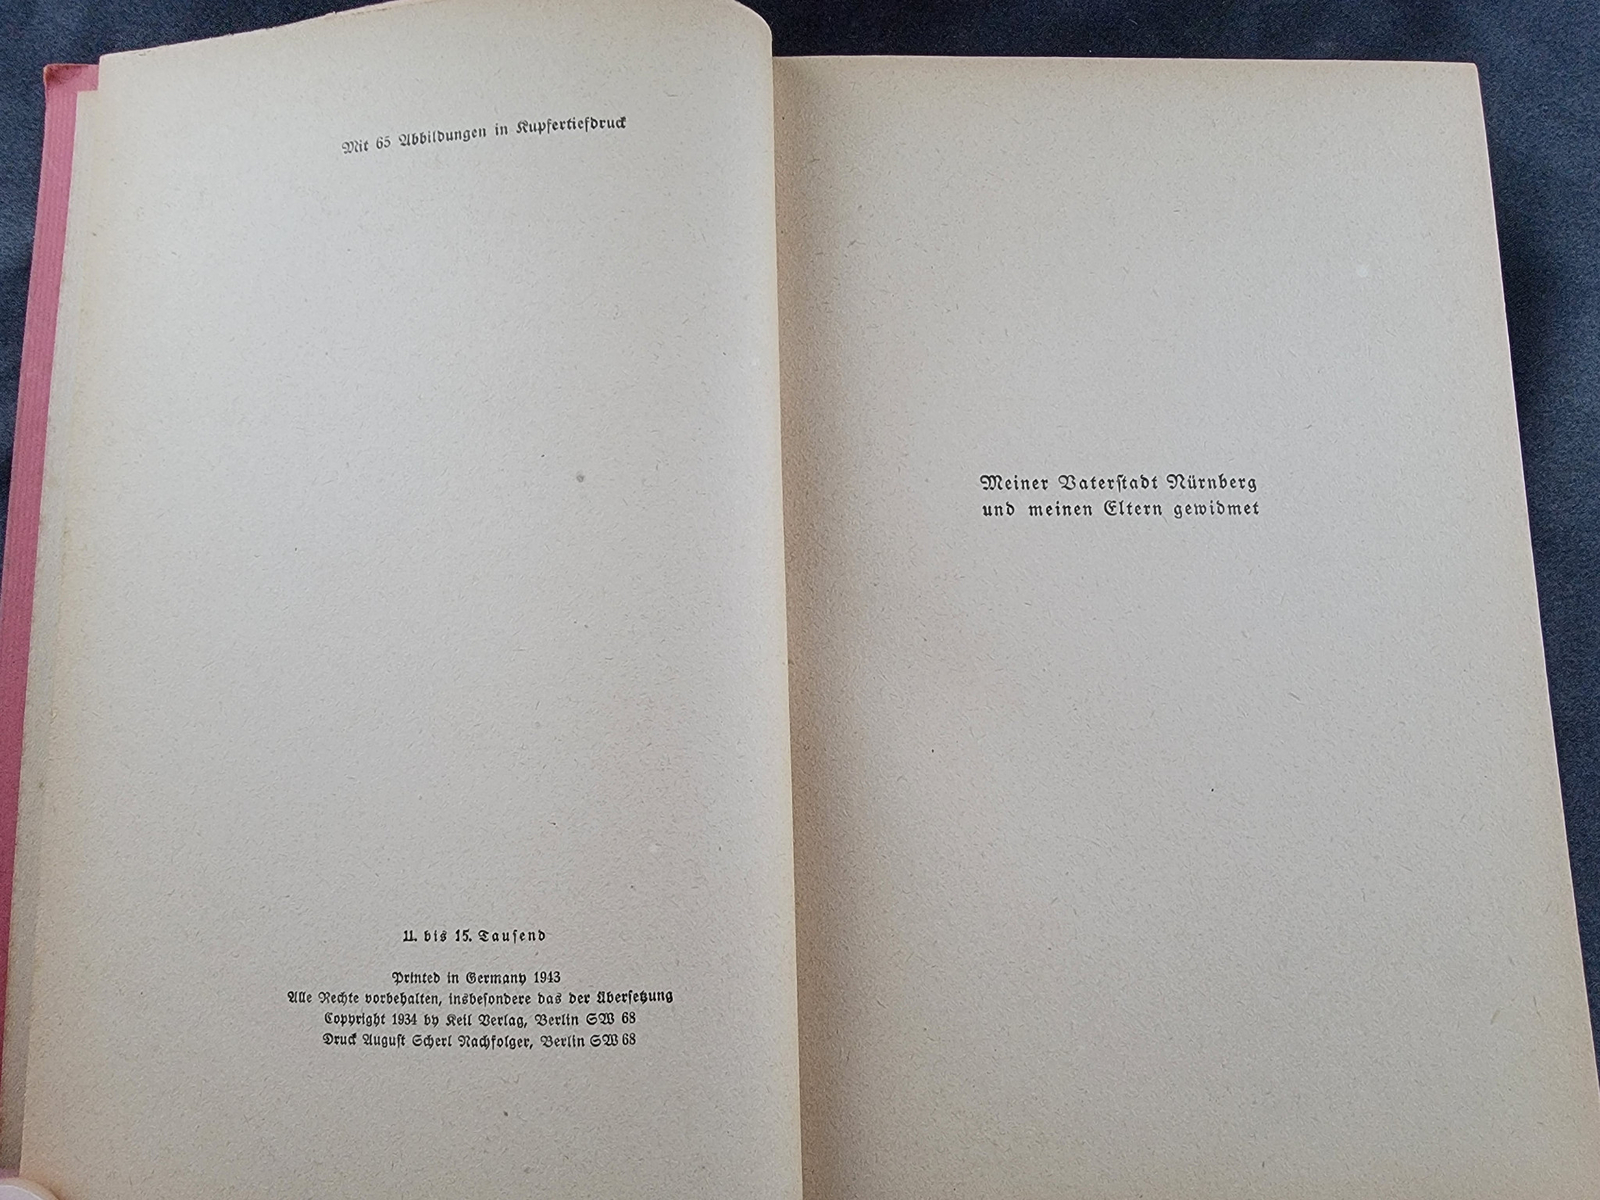 Mit 65 Abbildungen in Kupfertiefdruck
11. bis 15. Tausend
Printed in Germany 1943
Alle Rechte vorbehalten, insbesondere das der Übersetzung
Copyright 1934 by Keil Verlag, Berlin SW 68
Druck August Scherl Nachfolger, Berlin SW 68
Meiner Vaterstadt Nürnberg
und meinen Eltern gewidmet